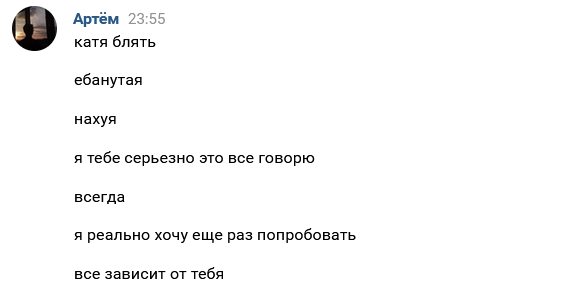 Артём 23:55
катя блять
ебанутая
нахуя
я тебе серьезно это все говорю
всегда
я реально хочу еще раз попробовать
все зависит от тебя